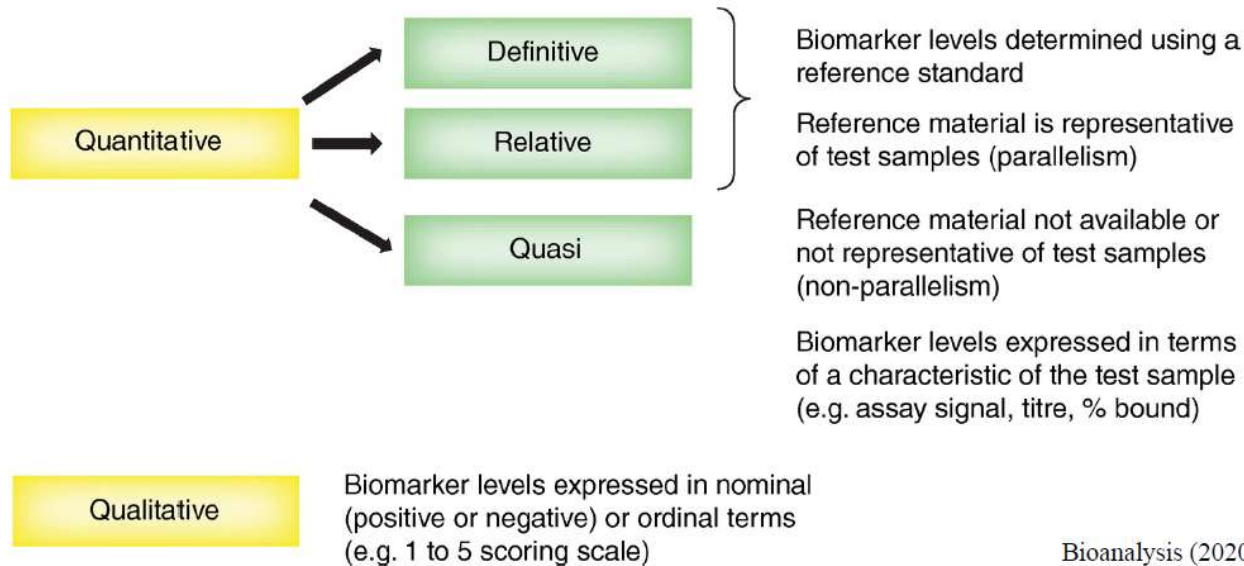 Definitive
Biomarker levels determined using a
reference standard
Quantitative
Relative
Reference material is representative
of test samples (parallelism)
Quasi
Reference material not available or
not representative of test samples
(non-parallelism)
Biomarker levels expressed in terms
of a characteristic of the test sample
(e.g. assay signal, titre, % bound)
Qualitative
Biomarker levels expressed in nominal
(positive or negative) or ordinal terms
(e.g. 1 to 5 scoring scale)
Bioanalysis (2020